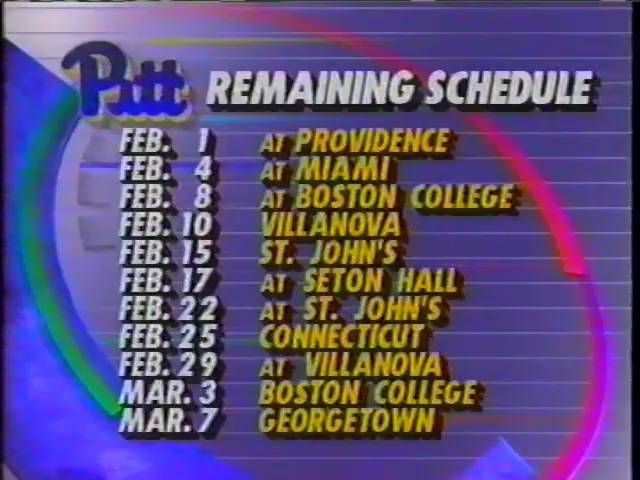 Pitt REMAINING SCHEDULE
FEB. 1 AT PROVIDENCE
FEB. 4 AT MIAMI
FEB. 8 AT BOSTON COLLEGE
FEB. 10 VILLANOVA
FEB. 15 ST. JOHN'S
FEB. 17 AT SETON HALL
FEB. 22 AT ST. JOHN'S
FEB. 25 CONNECTICUT
FEB. 29 AT VILLANOVA
MAR. 3 BOSTON COLLEGE
MAR. 7 GEORGETOWN